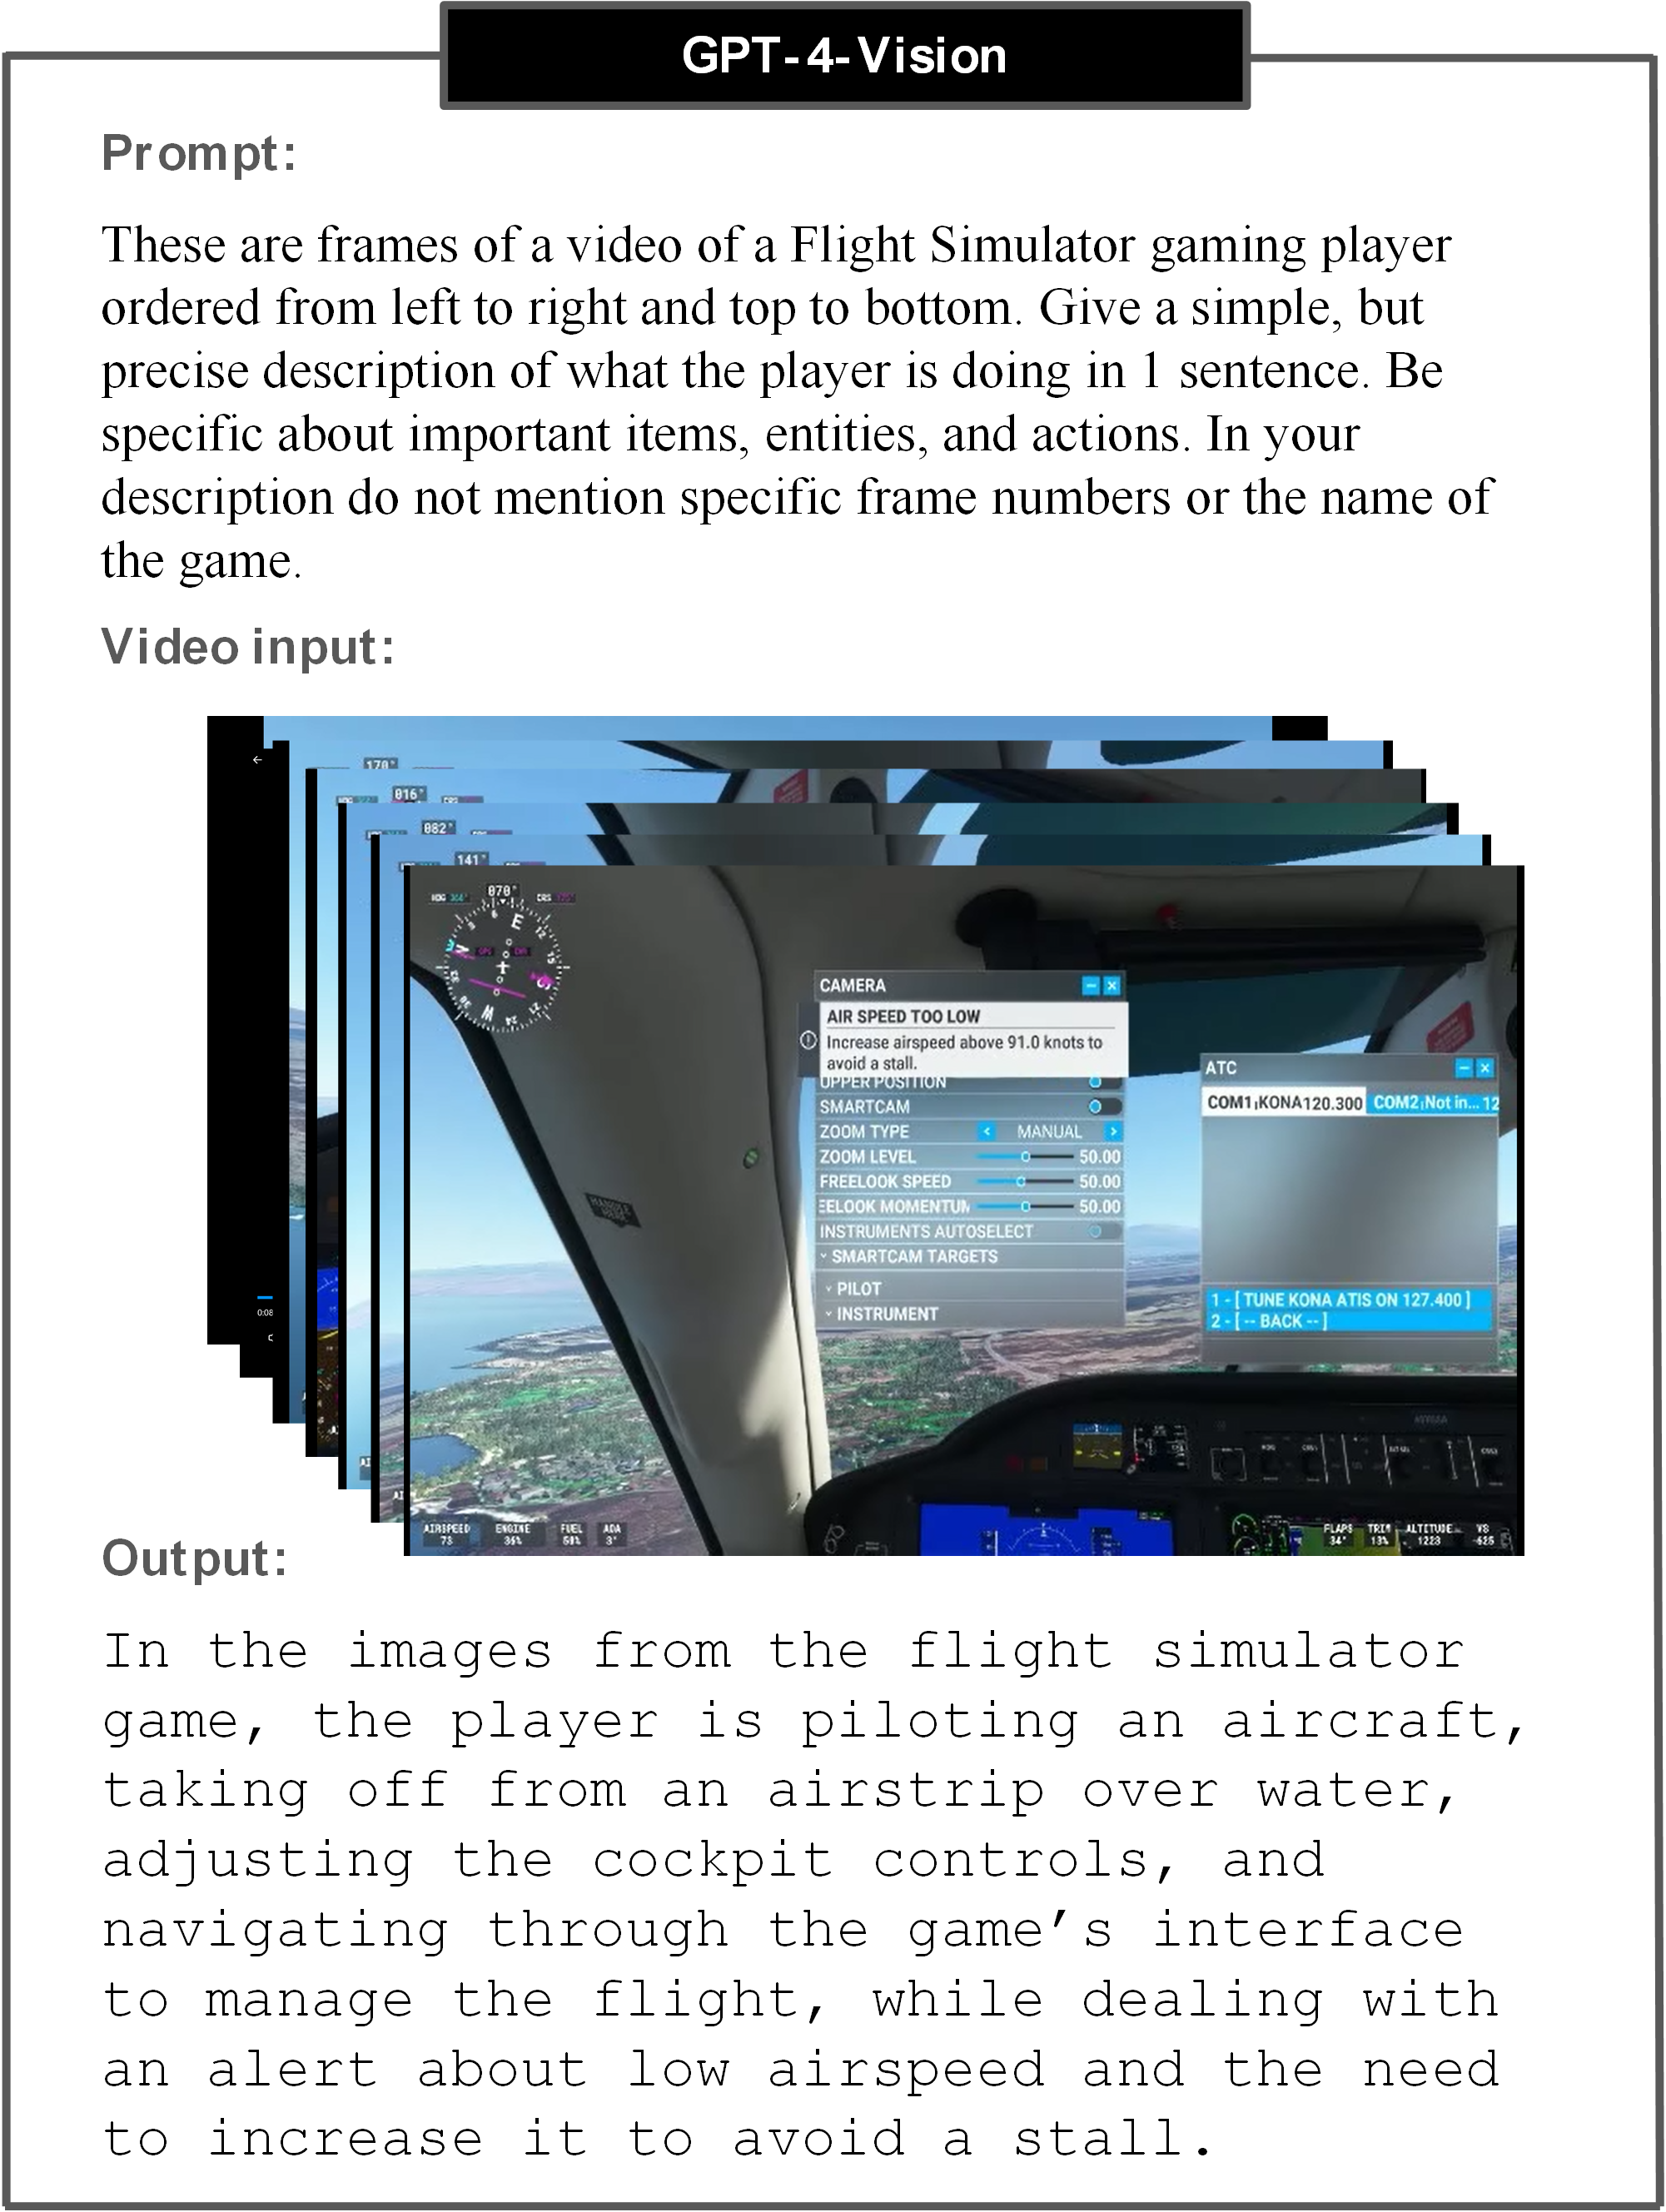 GPT-4-Vision
Prompt:
These are frames of a video of a Flight Simulator gaming player
ordered from left to right and top to bottom. Give a simple, but
precise description of what the player is doing in 1 sentence. Be
specific about important items, entities, and actions. In your
description do not mention specific frame numbers or the name of
the game.
Video input:
170°
016°
082°
141°
070°
HDG
CRS
E
W
CAMERA
AIR SPEED TOO LOW
Increase airspeed above 91.0 knots to
avoid a stall.
UPPER POSITION
SMARTCAM
ZOOM TYPE < MANUAL >
ZOOM LEVEL 50.00
FREELOOK SPEED 50.00
EELOOK MOMENTUM 50.00
INSTRUMENTS AUTOSELECT
SMARTCAM TARGETS
PILOT
INSTRUMENT
ATC
COM1 KONA 120.300 COM2 Not in... 12
1 - [ TUNE KONA ATIS ON 127.400 ]
2 - [ -- BACK -- ]
0:08
AIRSPEED ENGINE FUEL AOA
73 36% 50% 3°
FLAPS TRIM ALTITUDE VS
34° 13% 1223 -625
Output:
In the images from the flight simulator
game, the player is piloting an aircraft,
taking off from an airstrip over water,
adjusting the cockpit controls, and
navigating through the game’s interface
to manage the flight, while dealing with
an alert about low airspeed and the need
to increase it to avoid a stall.